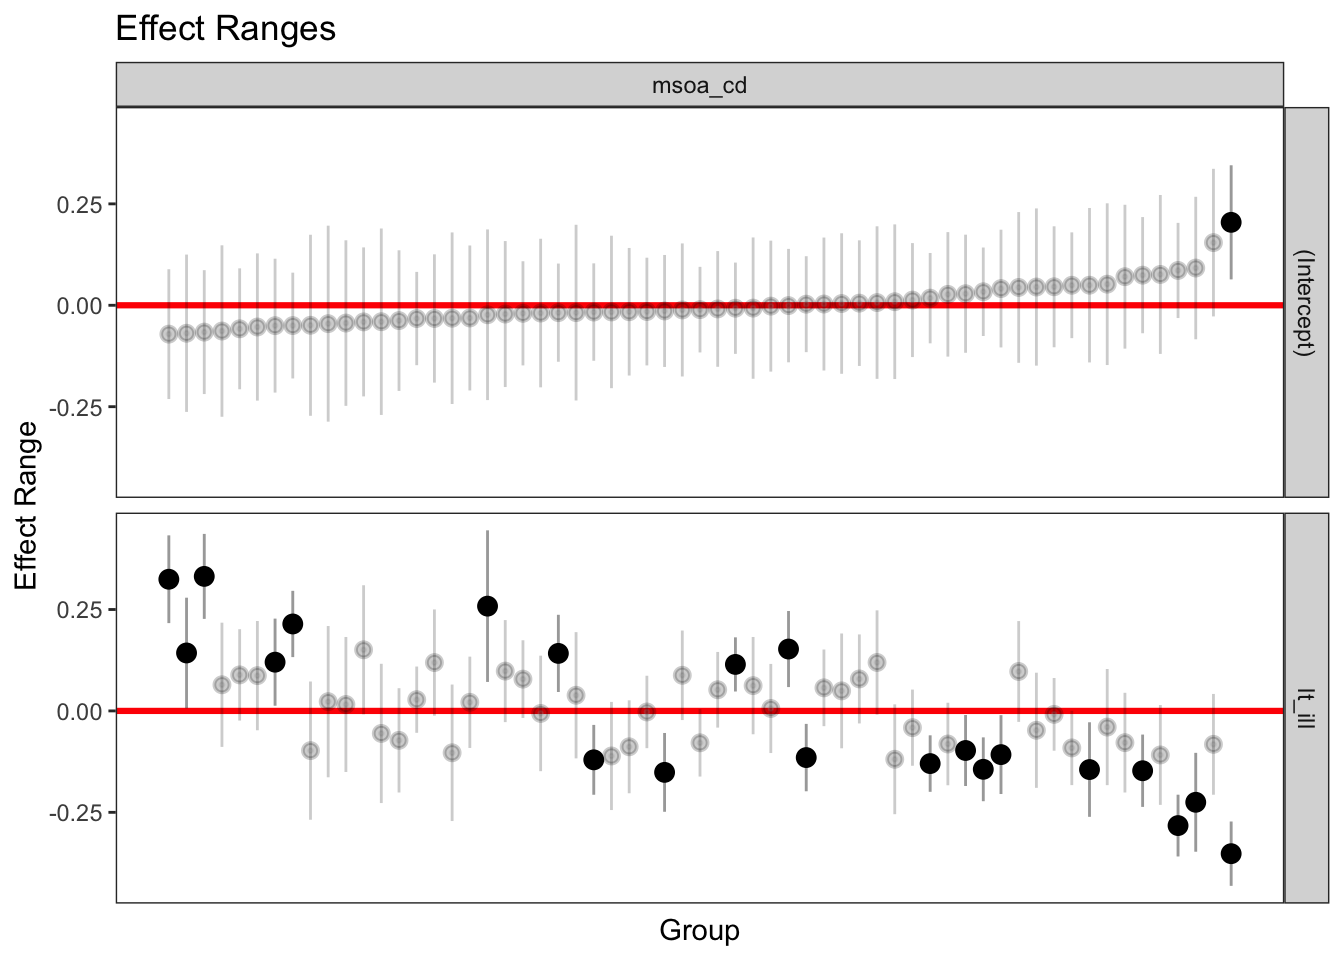 Effect Ranges
msoa_cd
0.25
0.00
-0.25
(Intercept)
Effect Range
0.25
0.00
-0.25
lt_ill
Group